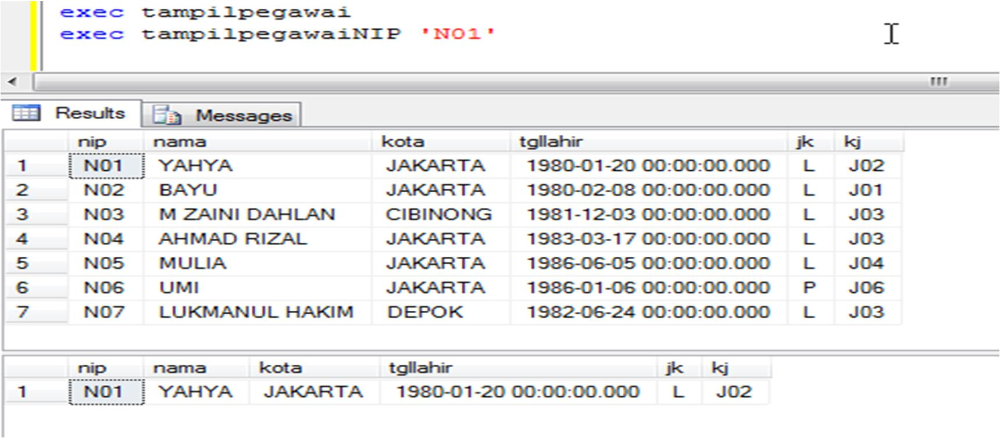 exec tampilpegawai
exec tampilpegawaiNIP 'N01'
Results Messages
nip nama kota tgllahir jk kj
1 N01 YAHYA JAKARTA 1980-01-20 00:00:00.000 L J02
2 N02 BAYU JAKARTA 1980-02-08 00:00:00.000 L J01
3 N03 M ZAINI DAHLAN CIBINONG 1981-12-03 00:00:00.000 L J03
4 N04 AHMAD RIZAL JAKARTA 1983-03-17 00:00:00.000 L J03
5 N05 MULIA JAKARTA 1986-06-05 00:00:00.000 L J04
6 N06 UMI JAKARTA 1986-01-06 00:00:00.000 P J06
7 N07 LUKMANUL HAKIM DEPOK 1982-06-24 00:00:00.000 L J03
nip nama kota tgllahir jk kj
1 N01 YAHYA JAKARTA 1980-01-20 00:00:00.000 L J02